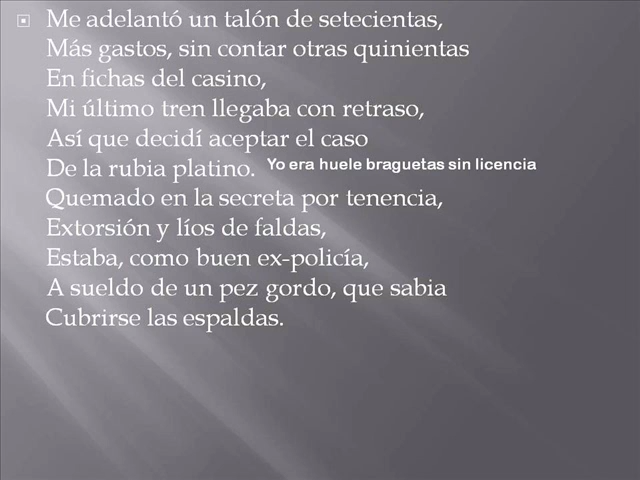 Me adelantó un talón de setecientas,
Más gastos, sin contar otras quinientas
En fichas del casino,
Mi último tren llegaba con retraso,
Así que decidí aceptar el caso
De la rubia platino. Yo era huele braguetas sin licencia
Quemado en la secreta por tenencia,
Extorsión y líos de faldas,
Estaba, como buen ex-policía,
A sueldo de un pez gordo, que sabia
Cubrirse las espaldas.